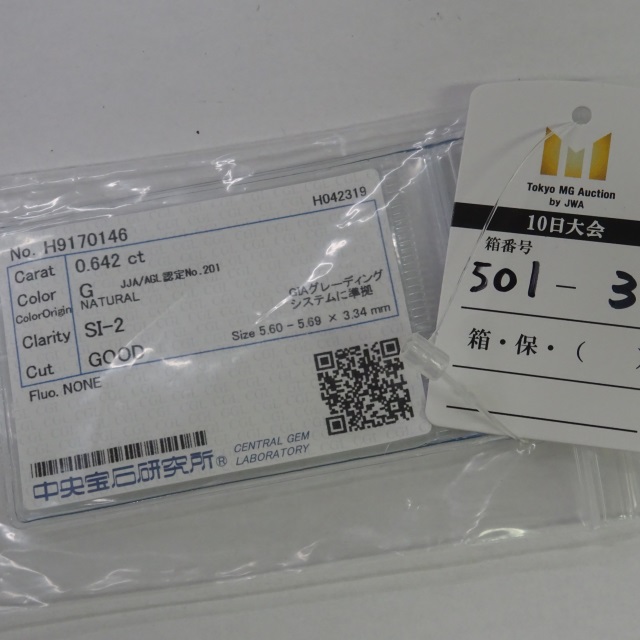 H042319
No. H9170146
Carat 0.642 ct
Color G JJA/AGL認定No.201
ColorOrigin NATURAL
GIAグレーディング
システムに準拠
Clarity SI-2
Size 5.60 - 5.69 × 3.34 mm
Cut GOOD
Fluo. NONE
中央宝石研究所® CENTRAL GEM
LABORATORY
Tokyo MG Auction
by JWA
10日大会
箱番号
501 - 3
箱・保・(